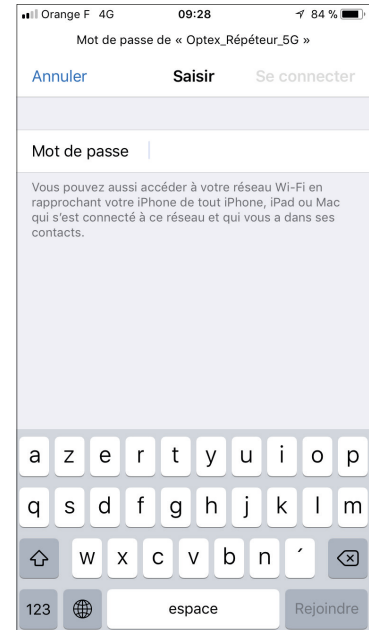 Orange F 4G 09:28 84 %
Mot de passe de « Optex_Répéteur_5G »
Annuler Saisir Se connecter
Mot de passe
Vous pouvez aussi accéder à votre réseau Wi-Fi en
rapprochant votre iPhone de tout iPhone, iPad ou Mac
qui s'est connecté à ce réseau et qui vous a dans ses
contacts.
a z e r t y u i o p
q s d f g h j k l m
w x c v b n ´
123 espace Rejoindre